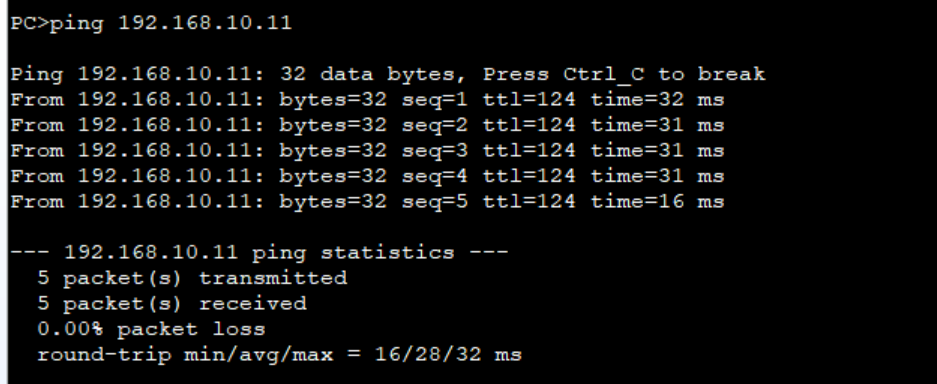 PC>ping 192.168.10.11
Ping 192.168.10.11: 32 data bytes, Press Ctrl_C to break
From 192.168.10.11: bytes=32 seq=1 ttl=124 time=32 ms
From 192.168.10.11: bytes=32 seq=2 ttl=124 time=31 ms
From 192.168.10.11: bytes=32 seq=3 ttl=124 time=31 ms
From 192.168.10.11: bytes=32 seq=4 ttl=124 time=31 ms
From 192.168.10.11: bytes=32 seq=5 ttl=124 time=16 ms
--- 192.168.10.11 ping statistics ---
5 packet(s) transmitted
5 packet(s) received
0.00% packet loss
round-trip min/avg/max = 16/28/32 ms